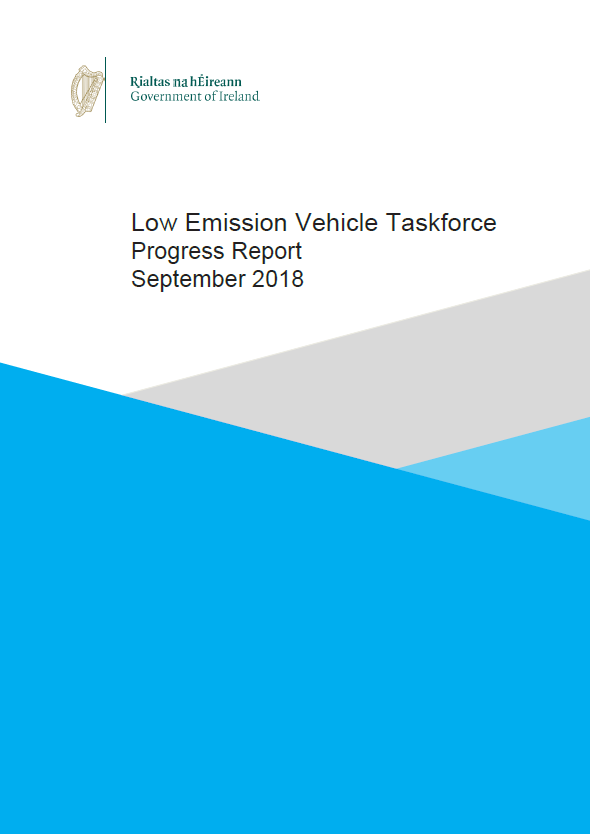 Rialtas na hÉireann
Government of Ireland
Low Emission Vehicle Taskforce
Progress Report
September 2018